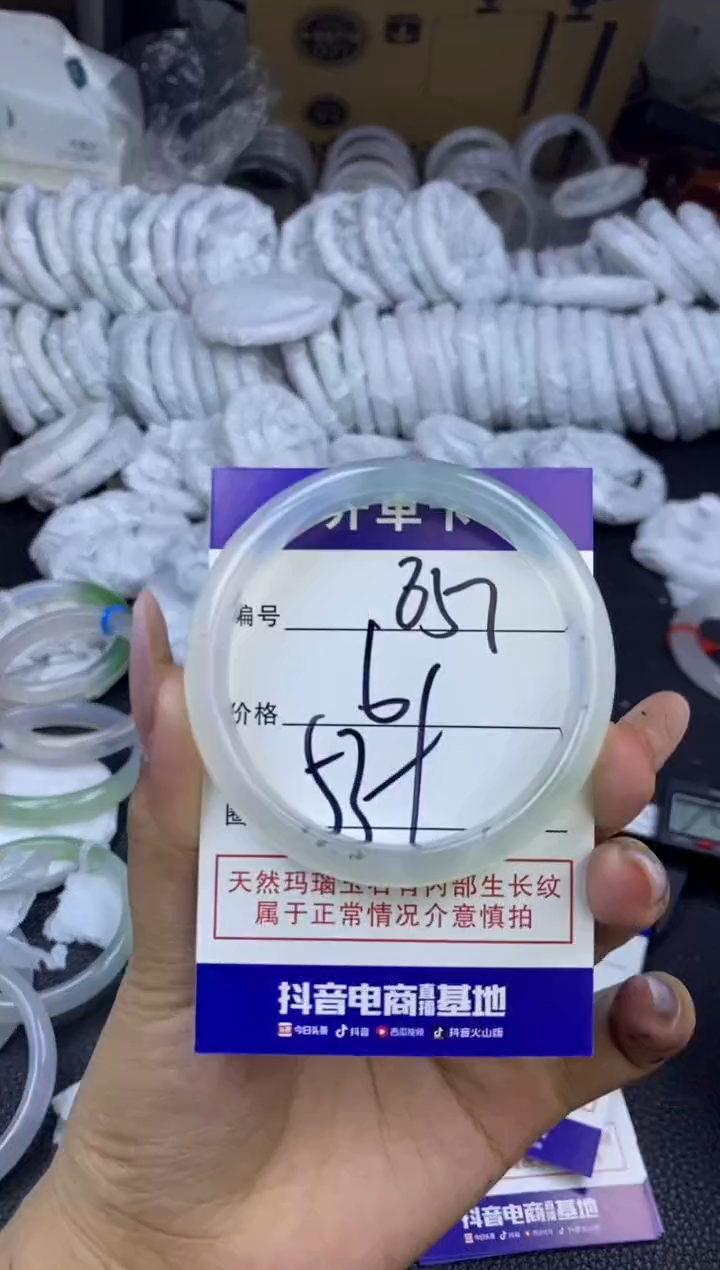 开单卡
编号 057
价格 6
圈 53+
天然玛瑙玉石有内部生长纹
属于正常情况介意慎拍
抖音电商直播基地
今日头条 抖音 西瓜视频 抖音火山版
抖音电商直播基地